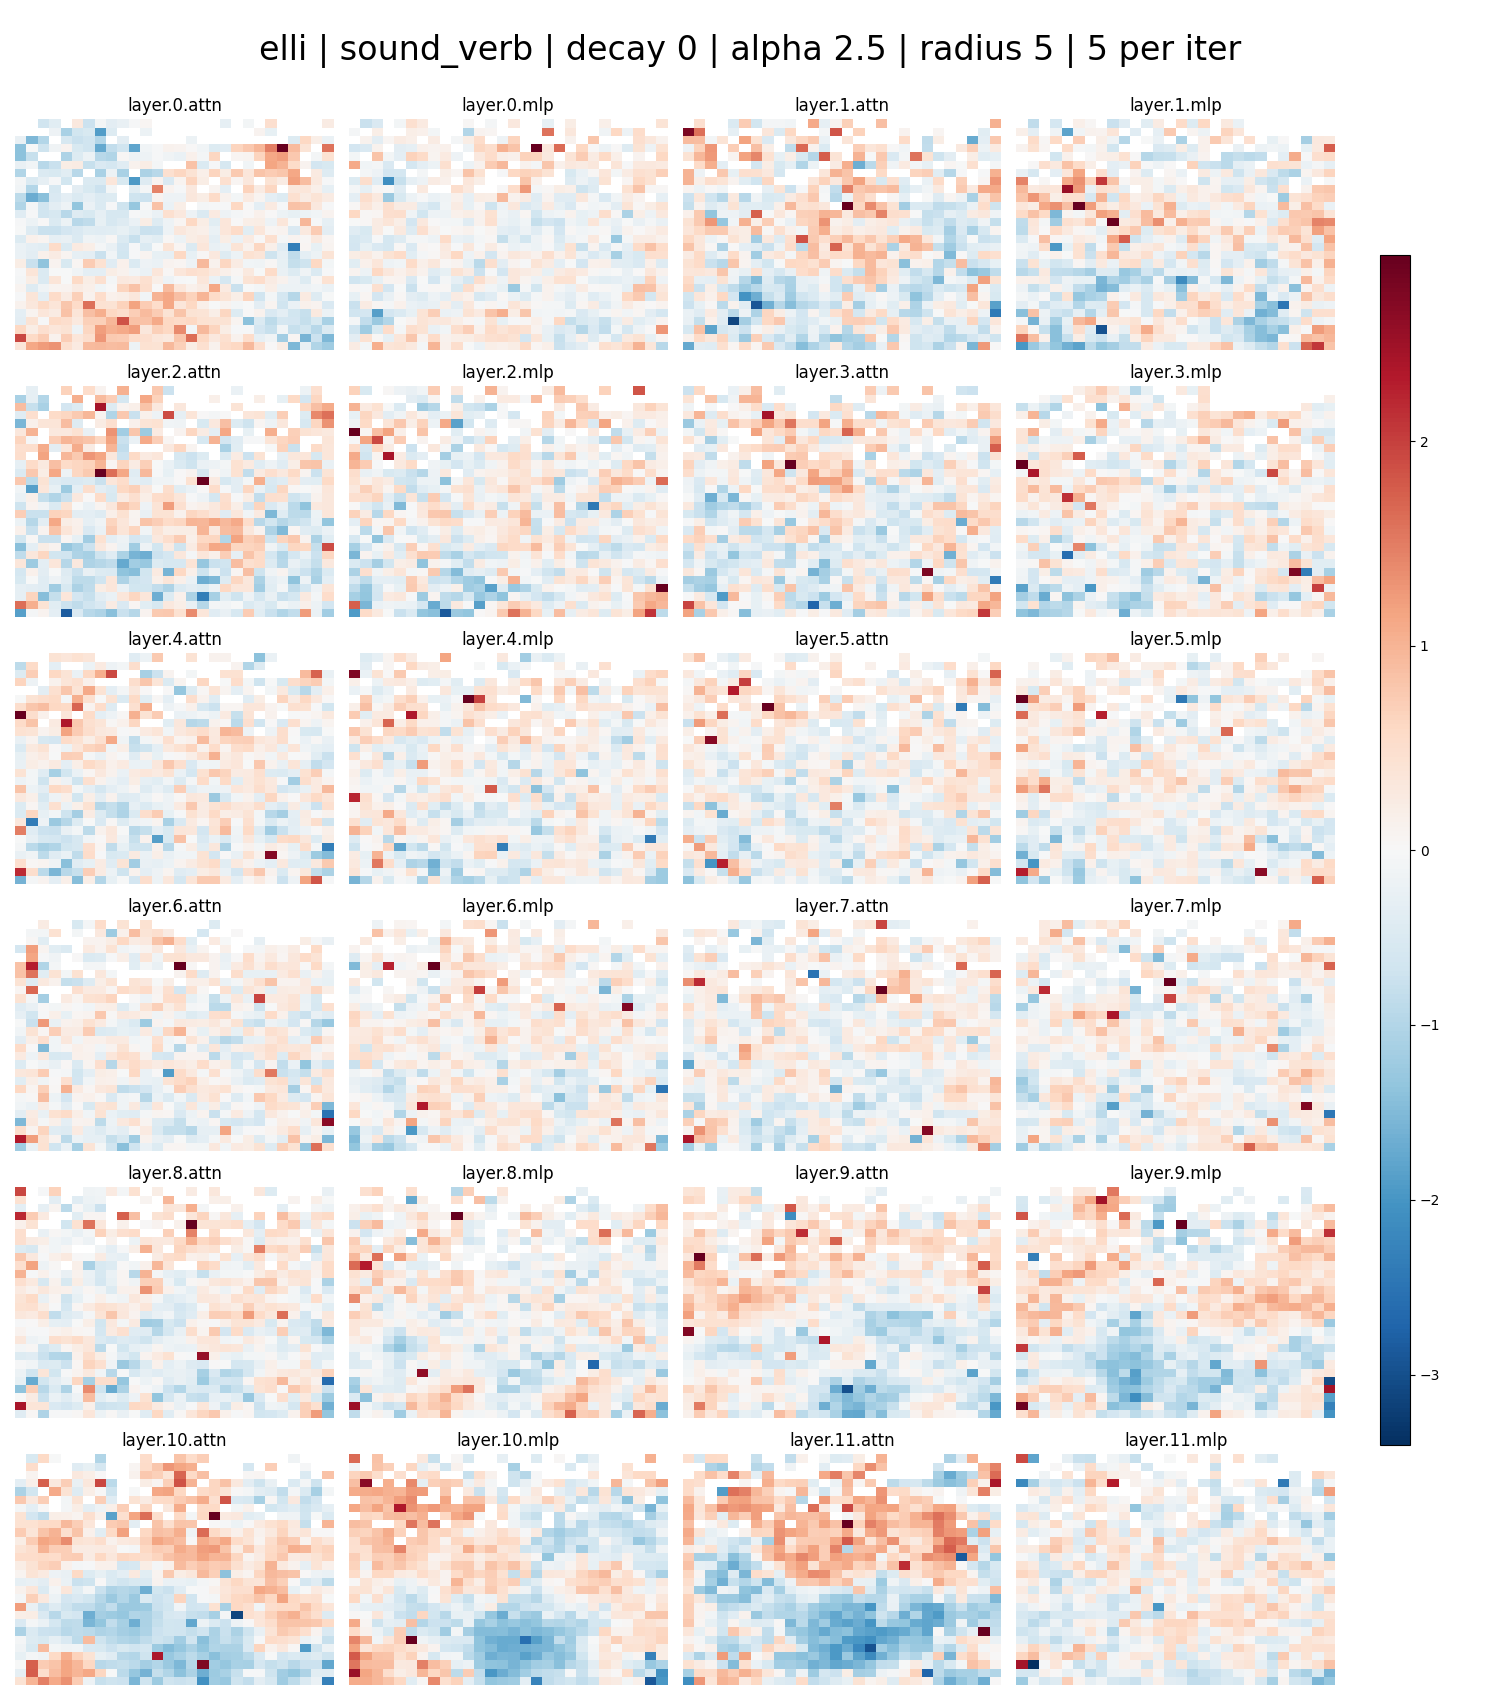 elli | sound_verb | decay 0 | alpha 2.5 | radius 5 | 5 per iter
layer.0.attn layer.0.mlp layer.1.attn layer.1.mlp
layer.2.attn layer.2.mlp layer.3.attn layer.3.mlp
2
layer.4.attn layer.4.mlp layer.5.attn layer.5.mlp
1
0
layer.6.attn layer.6.mlp layer.7.attn layer.7.mlp
−1
layer.8.attn layer.8.mlp layer.9.attn layer.9.mlp
−2
−3
layer.10.attn layer.10.mlp layer.11.attn layer.11.mlp